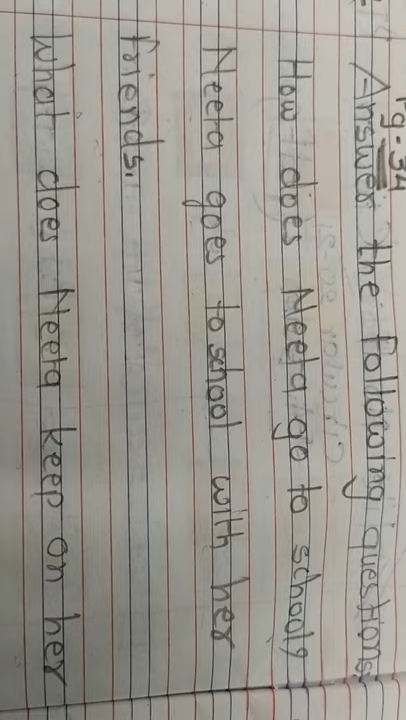 Pg-34
Answer the following questions
How does Neeta go to school?
Neeta goes to school with her
friends.
What does Neeta keep on her